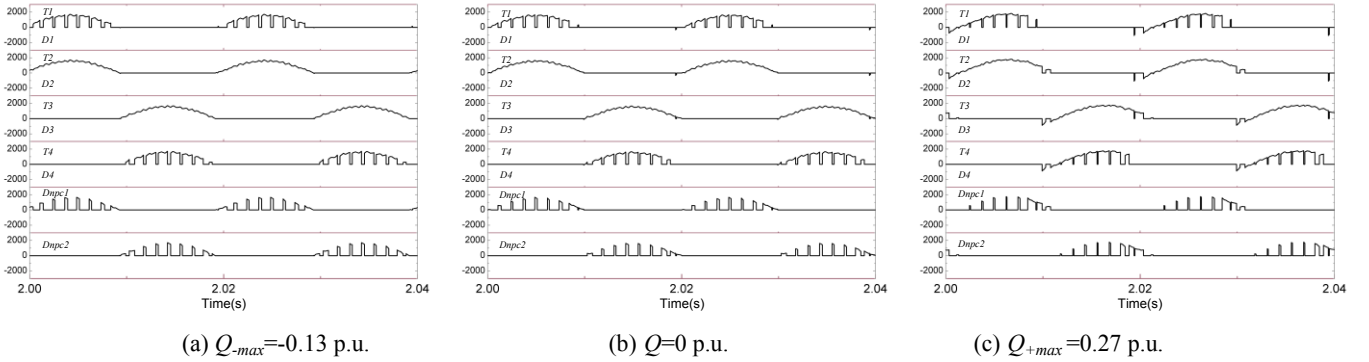 2000
0
-2000
T1
D1
2000
0
-2000
T2
D2
2000
0
-2000
T3
D3
2000
0
-2000
T4
D4
2000
0
-2000
Dnpc1
2000
0
-2000
Dnpc2
2.00 2.02 2.04
Time(s)
(a) Q-max=-0.13 p.u.
2000
0
-2000
T1
D1
2000
0
-2000
T2
D2
2000
0
-2000
T3
D3
2000
0
-2000
T4
D4
2000
0
-2000
Dnpc1
2000
0
-2000
Dnpc2
2.00 2.02 2.04
Time(s)
(b) Q=0 p.u.
2000
0
-2000
T1
D1
2000
0
-2000
T2
D2
2000
0
-2000
T3
D3
2000
0
-2000
T4
D4
2000
0
-2000
Dnpc1
2000
0
-2000
Dnpc2
2.00 2.02 2.04
Time(s)
(c) Q+max =0.27 p.u.